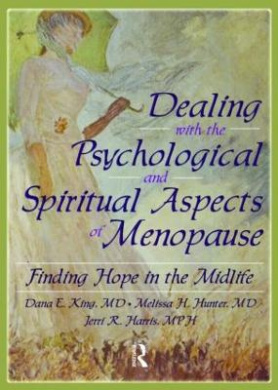 Dealing
with the
Psychological
and
Spiritual Aspects
of Menopause
Finding Hope in the Midlife
Dana E. King, MD • Melissa H. Hunter, MD
Jerri R. Harris, MPH
R